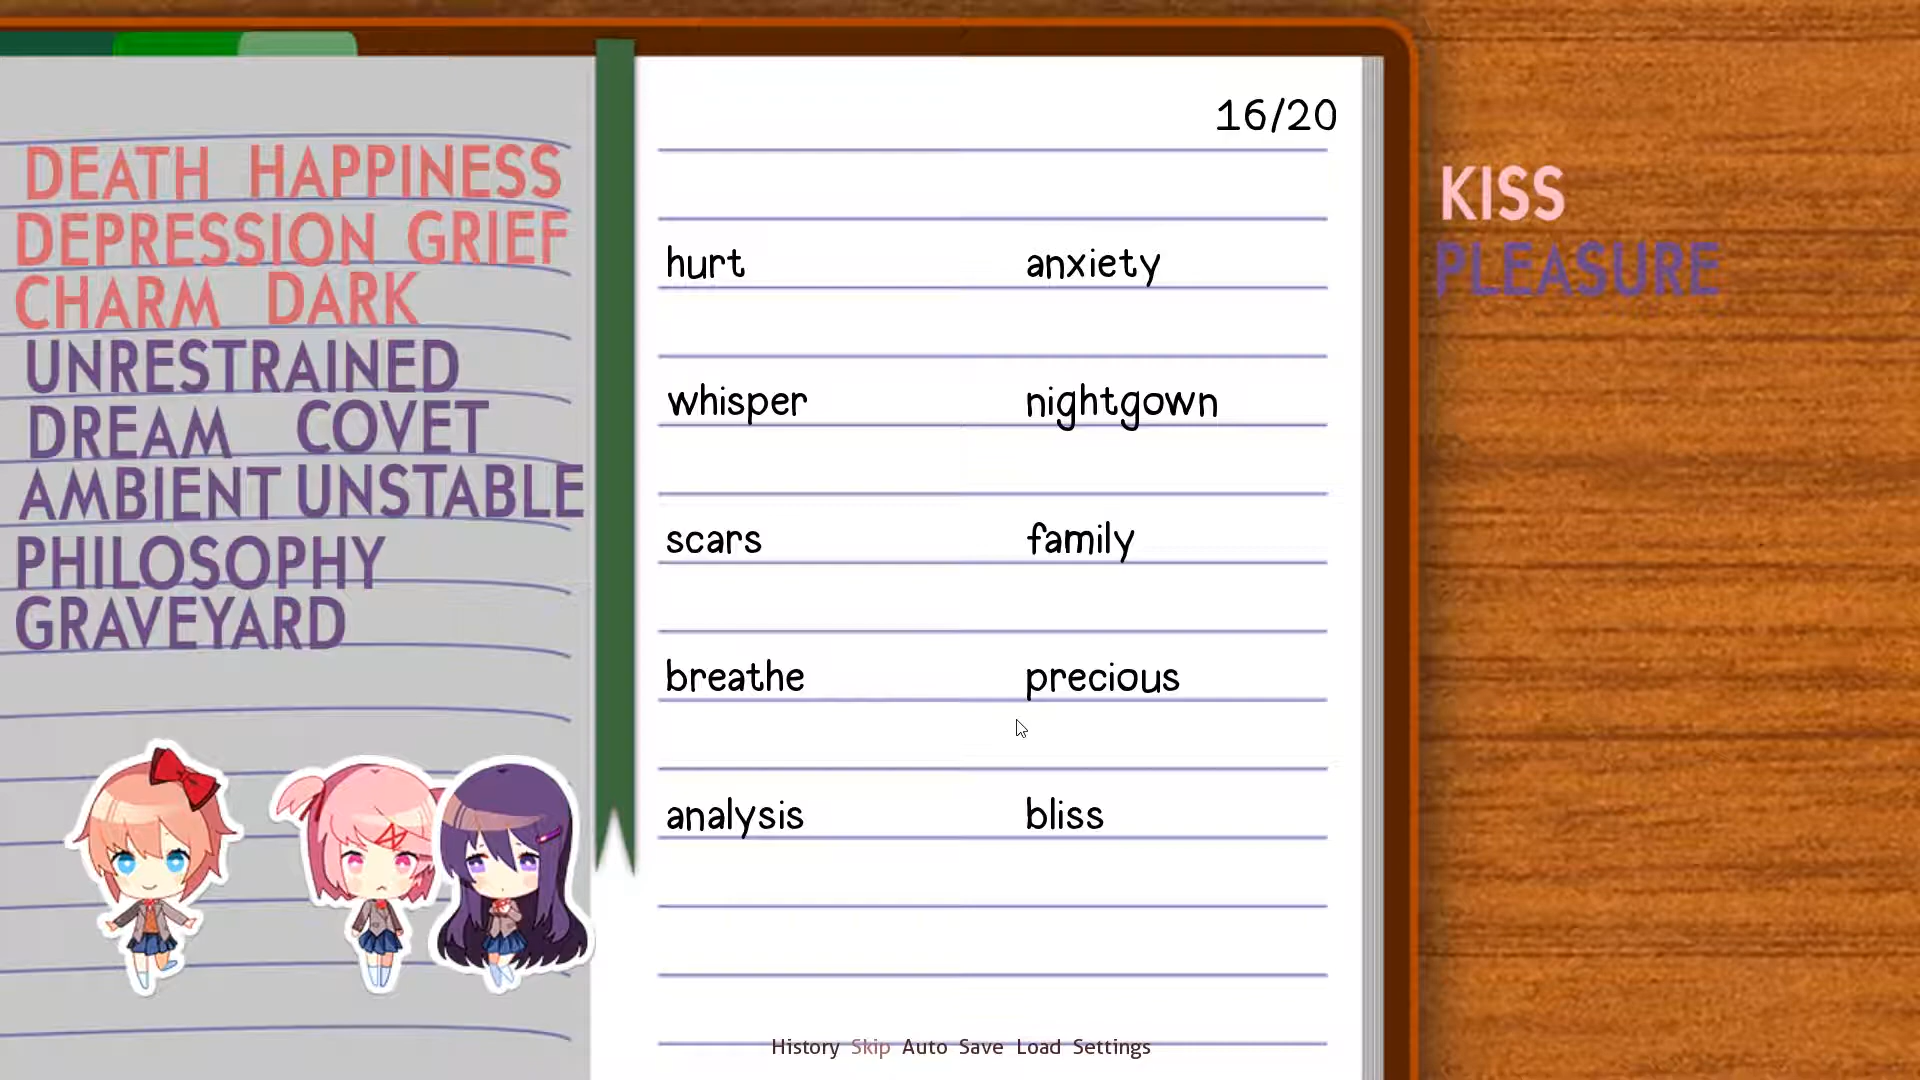 DEATH HAPPINESS
DEPRESSION GRIEF
CHARM DARK
UNRESTRAINED
DREAM COVET
AMBIENT UNSTABLE
PHILOSOPHY
GRAVEYARD
16/20
hurt anxiety
whisper nightgown
scars family
breathe precious
analysis bliss
KISS
PLEASURE
History Skip Auto Save Load Settings